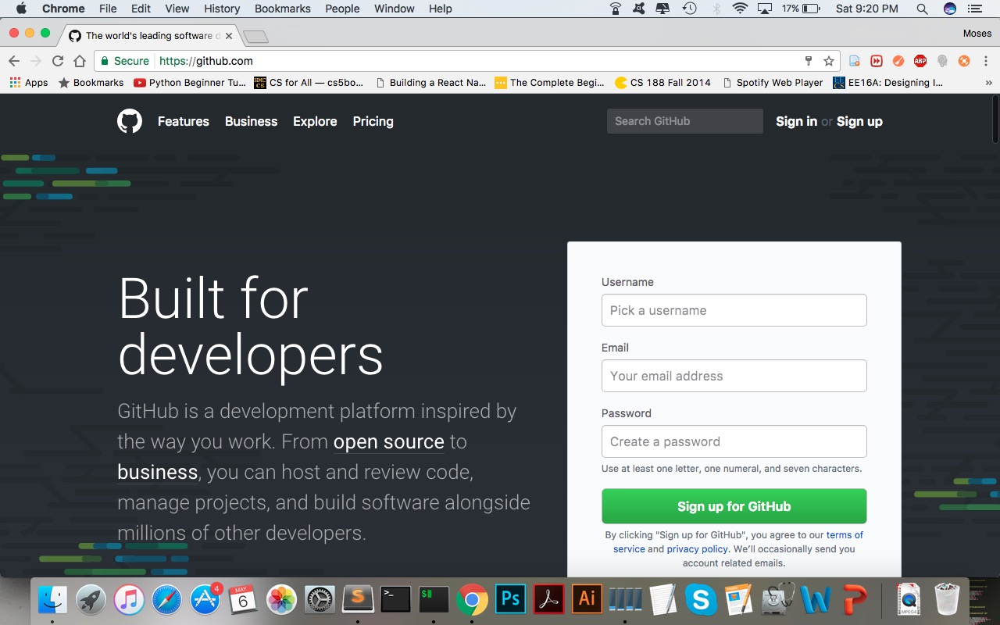 Chrome File Edit View History Bookmarks People Window Help 17% Sat 9:20 PM
The world's leading software d
Moses
Secure https://github.com
ABP
Apps Bookmarks Python Beginner Tu... CS for All — cs5bo... Building a React Na... The Complete Begi... CS 188 Fall 2014 Spotify Web Player EE16A: Designing I... »
Features Business Explore Pricing Search GitHub Sign in or Sign up
Built for
developers
GitHub is a development platform inspired by
the way you work. From open source to
business, you can host and review code,
manage projects, and build software alongside
millions of other developers.
Username
Pick a username
Email
Your email address
Password
Create a password
Use at least one letter, one numeral, and seven characters.
Sign up for GitHub
By clicking "Sign up for GitHub", you agree to our terms of
service and privacy policy. We'll occasionally send you
account related emails.
4
MAY
6
S
>_
$
Ps
Ai
S
W
P
MPEG4